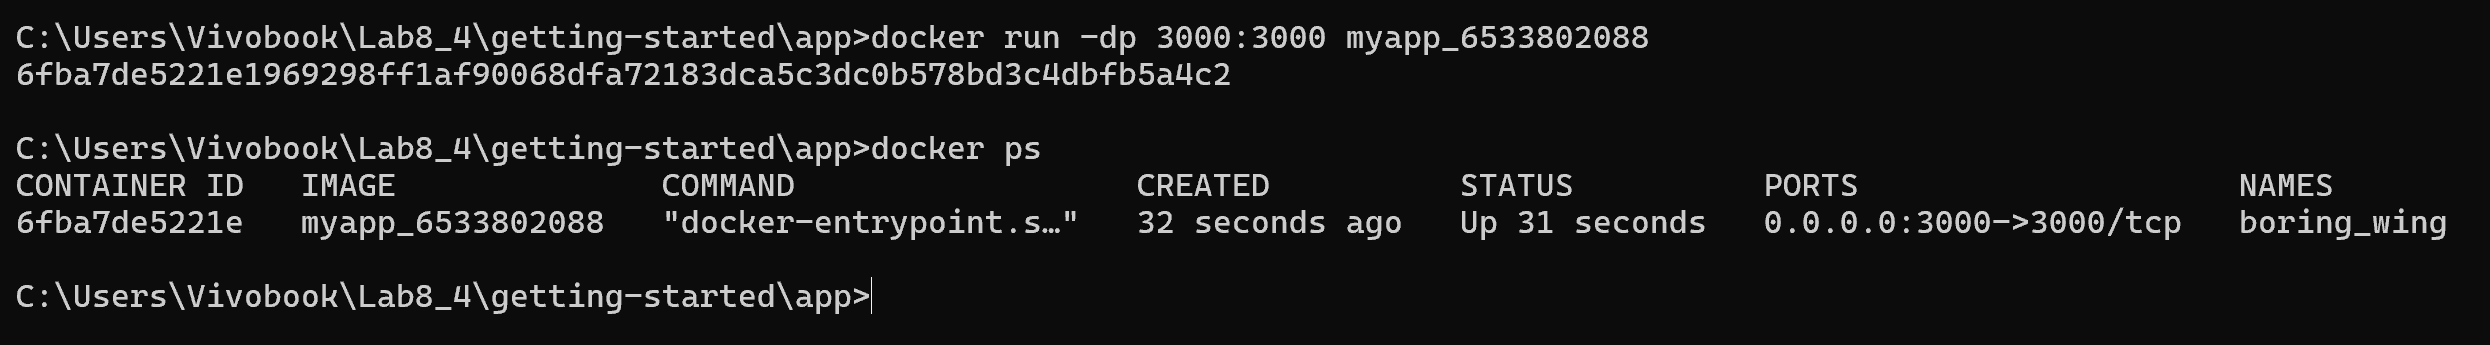 C:\Users\Vivobook\Lab8_4\getting-started\app>docker run -dp 3000:3000 myapp_6533802088
6fba7de5221e1969298ff1af90068dfa72183dca5c3dc0b578bd3c4dbfb5a4c2
C:\Users\Vivobook\Lab8_4\getting-started\app>docker ps
CONTAINER ID   IMAGE              COMMAND                  CREATED          STATUS          PORTS                    NAMES
6fba7de5221e   myapp_6533802088   "docker-entrypoint.s…"   32 seconds ago   Up 31 seconds   0.0.0.0:3000->3000/tcp   boring_wing
C:\Users\Vivobook\Lab8_4\getting-started\app>